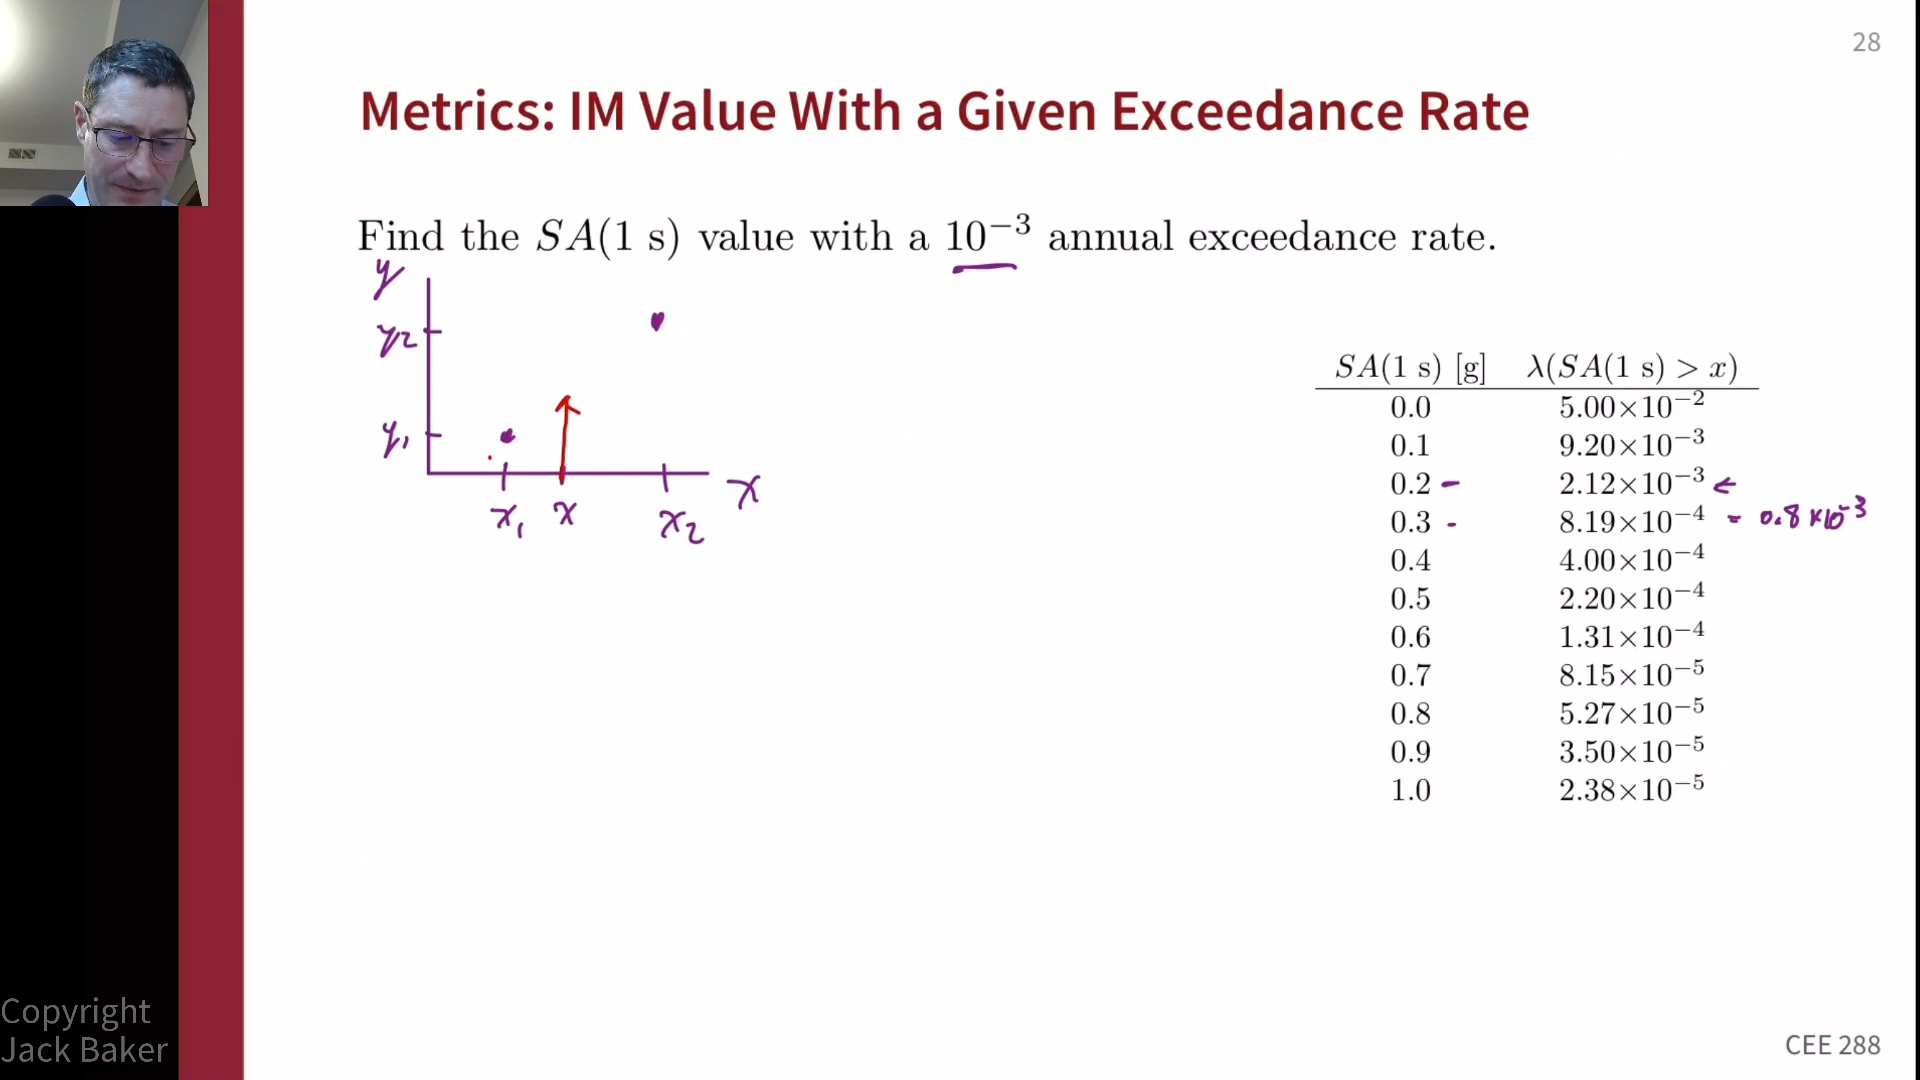 28
Metrics: IM Value With a Given Exceedance Rate
Find the SA(1 s) value with a 10⁻³ annual exceedance rate.
y
y₂
y₁
x₁ x x₂ x
SA(1 s) [g] λ(SA(1 s) > x)
0.0 5.00×10⁻²
0.1 9.20×10⁻³
0.2 - 2.12×10⁻³ ←
0.3 - 8.19×10⁻⁴ = 0.8×10⁻³
0.4 4.00×10⁻⁴
0.5 2.20×10⁻⁴
0.6 1.31×10⁻⁴
0.7 8.15×10⁻⁵
0.8 5.27×10⁻⁵
0.9 3.50×10⁻⁵
1.0 2.38×10⁻⁵
Copyright
Jack Baker
CEE 288